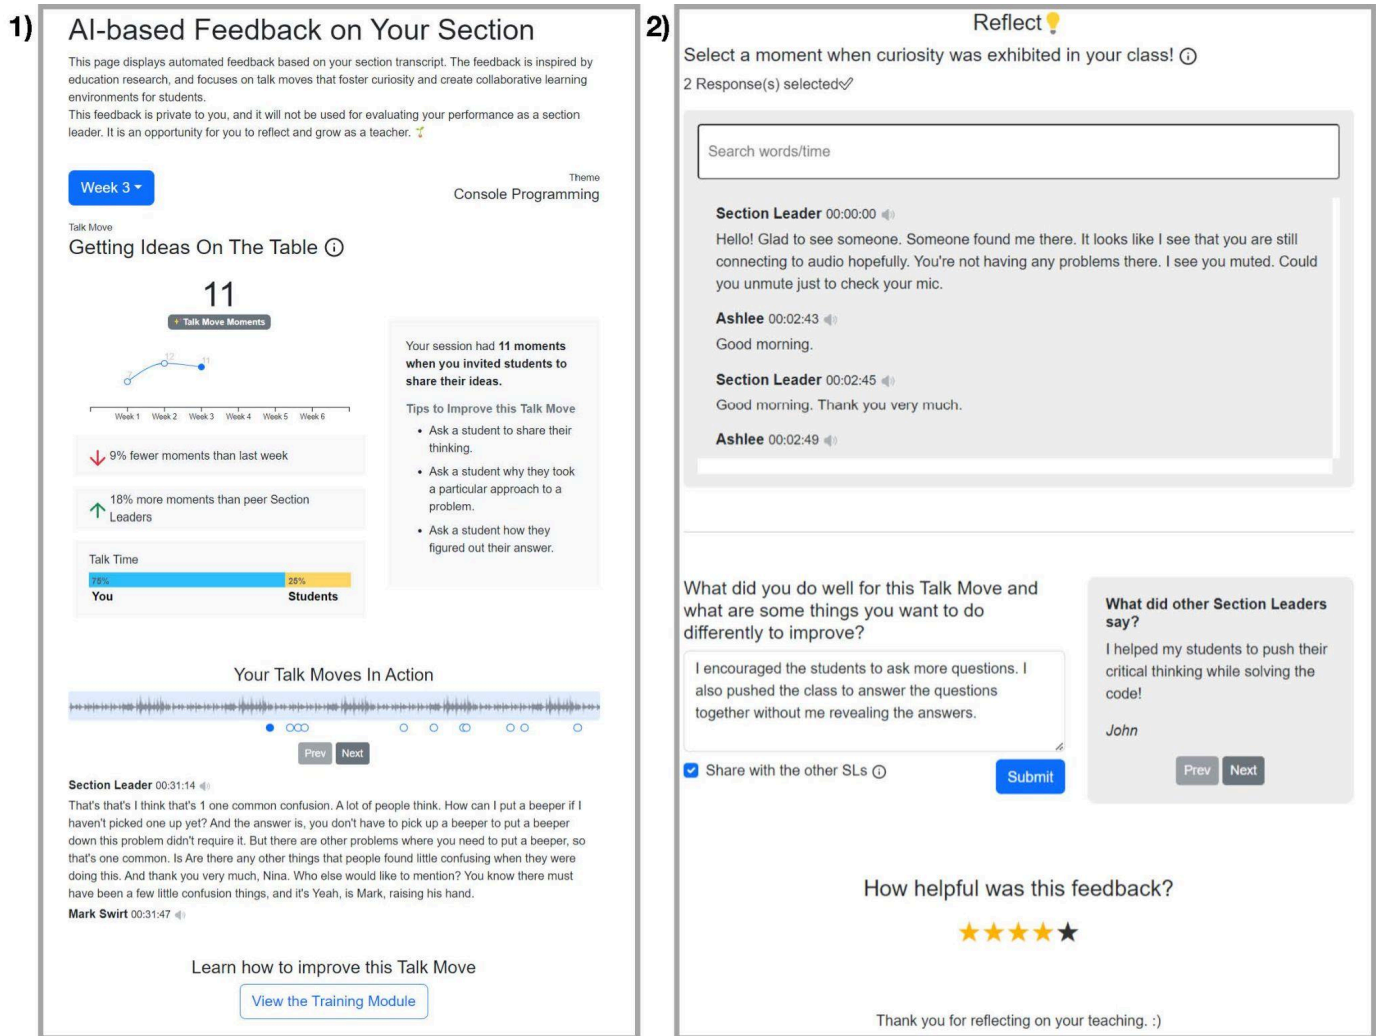 1)
AI-based Feedback on Your Section
This page displays automated feedback based on your section transcript. The feedback is inspired by
education research, and focuses on talk moves that foster curiosity and create collaborative learning
environments for students.
This feedback is private to you, and it will not be used for evaluating your performance as a section
leader. It is an opportunity for you to reflect and grow as a teacher.
Week 3
Theme
Console Programming
Talk Move
Getting Ideas On The Table
11
Talk Move Moments
7
12
11
Week 1 Week 2 Week 3 Week 4 Week 5 Week 6
9% fewer moments than last week
18% more moments than peer Section
Leaders
Talk Time
75% 25%
You Students
Your session had 11 moments
when you invited students to
share their ideas.
Tips to Improve this Talk Move
• Ask a student to share their
thinking.
• Ask a student why they took
a particular approach to a
problem.
• Ask a student how they
figured out their answer.
Your Talk Moves In Action
Prev Next
Section Leader 00:31:14
That's that's I think that's 1 one common confusion. A lot of people think. How can I put a beeper if I
haven't picked one up yet? And the answer is, you don't have to pick up a beeper to put a beeper
down this problem didn't require it. But there are other problems where you need to put a beeper, so
that's one common. Is Are there any other things that people found little confusing when they were
doing this. And thank you very much, Nina. Who else would like to mention? You know there must
have been a few little confusion things, and it's Yeah, is Mark, raising his hand.
Mark Swirt 00:31:47
Learn how to improve this Talk Move
View the Training Module
2)
Reflect
Select a moment when curiosity was exhibited in your class!
2 Response(s) selected
Search words/time
Section Leader 00:00:00
Hello! Glad to see someone. Someone found me there. It looks like I see that you are still
connecting to audio hopefully. You're not having any problems there. I see you muted. Could
you unmute just to check your mic.
Ashlee 00:02:43
Good morning.
Section Leader 00:02:45
Good morning. Thank you very much.
Ashlee 00:02:49
What did you do well for this Talk Move and
what are some things you want to do
differently to improve?
I encouraged the students to ask more questions. I
also pushed the class to answer the questions
together without me revealing the answers.
Share with the other SLs
Submit
What did other Section Leaders
say?
I helped my students to push their
critical thinking while solving the
code!
John
Prev Next
How helpful was this feedback?
Thank you for reflecting on your teaching. :)